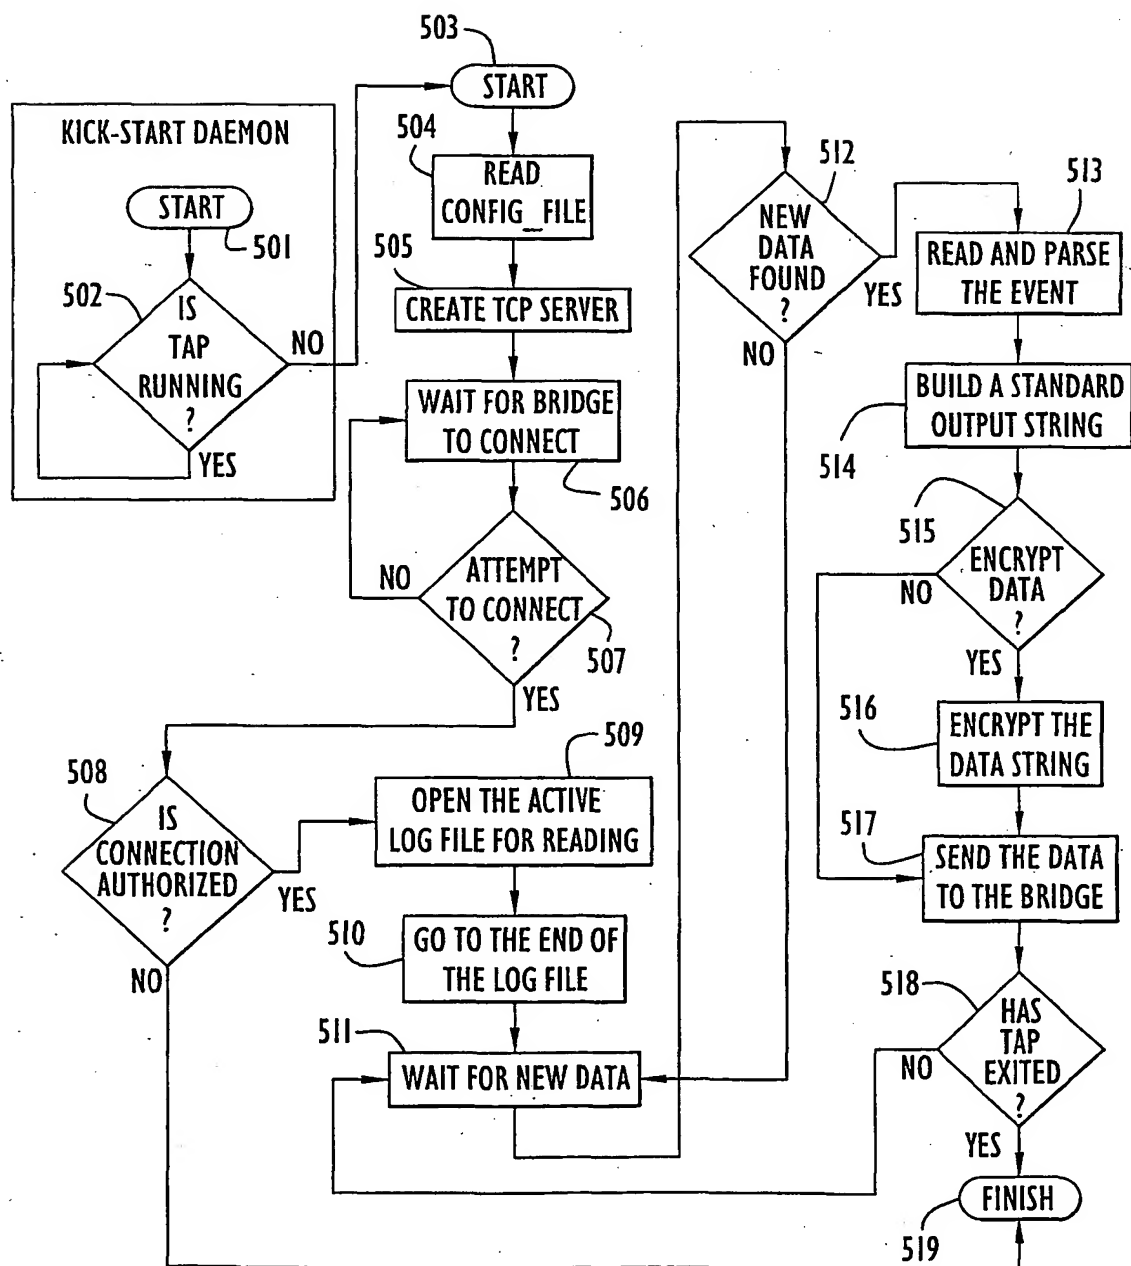 503
START
KICK-START DAEMON
START
501
502
IS
TAP
RUNNING
?
NO
YES
504
READ
CONFIG_FILE
505
CREATE TCP SERVER
WAIT FOR BRIDGE
TO CONNECT
506
ATTEMPT
TO CONNECT
?
NO
507
YES
508
IS
CONNECTION
AUTHORIZED
?
YES
NO
509
OPEN THE ACTIVE
LOG FILE FOR READING
510
GO TO THE END OF
THE LOG FILE
511
WAIT FOR NEW DATA
512
NEW
DATA
FOUND
?
YES
NO
513
READ AND PARSE
THE EVENT
BUILD A STANDARD
OUTPUT STRING
514
515
ENCRYPT
DATA
?
NO
YES
516
ENCRYPT THE
DATA STRING
517
SEND THE DATA
TO THE BRIDGE
518
HAS
TAP
EXITED
?
NO
YES
FINISH
519